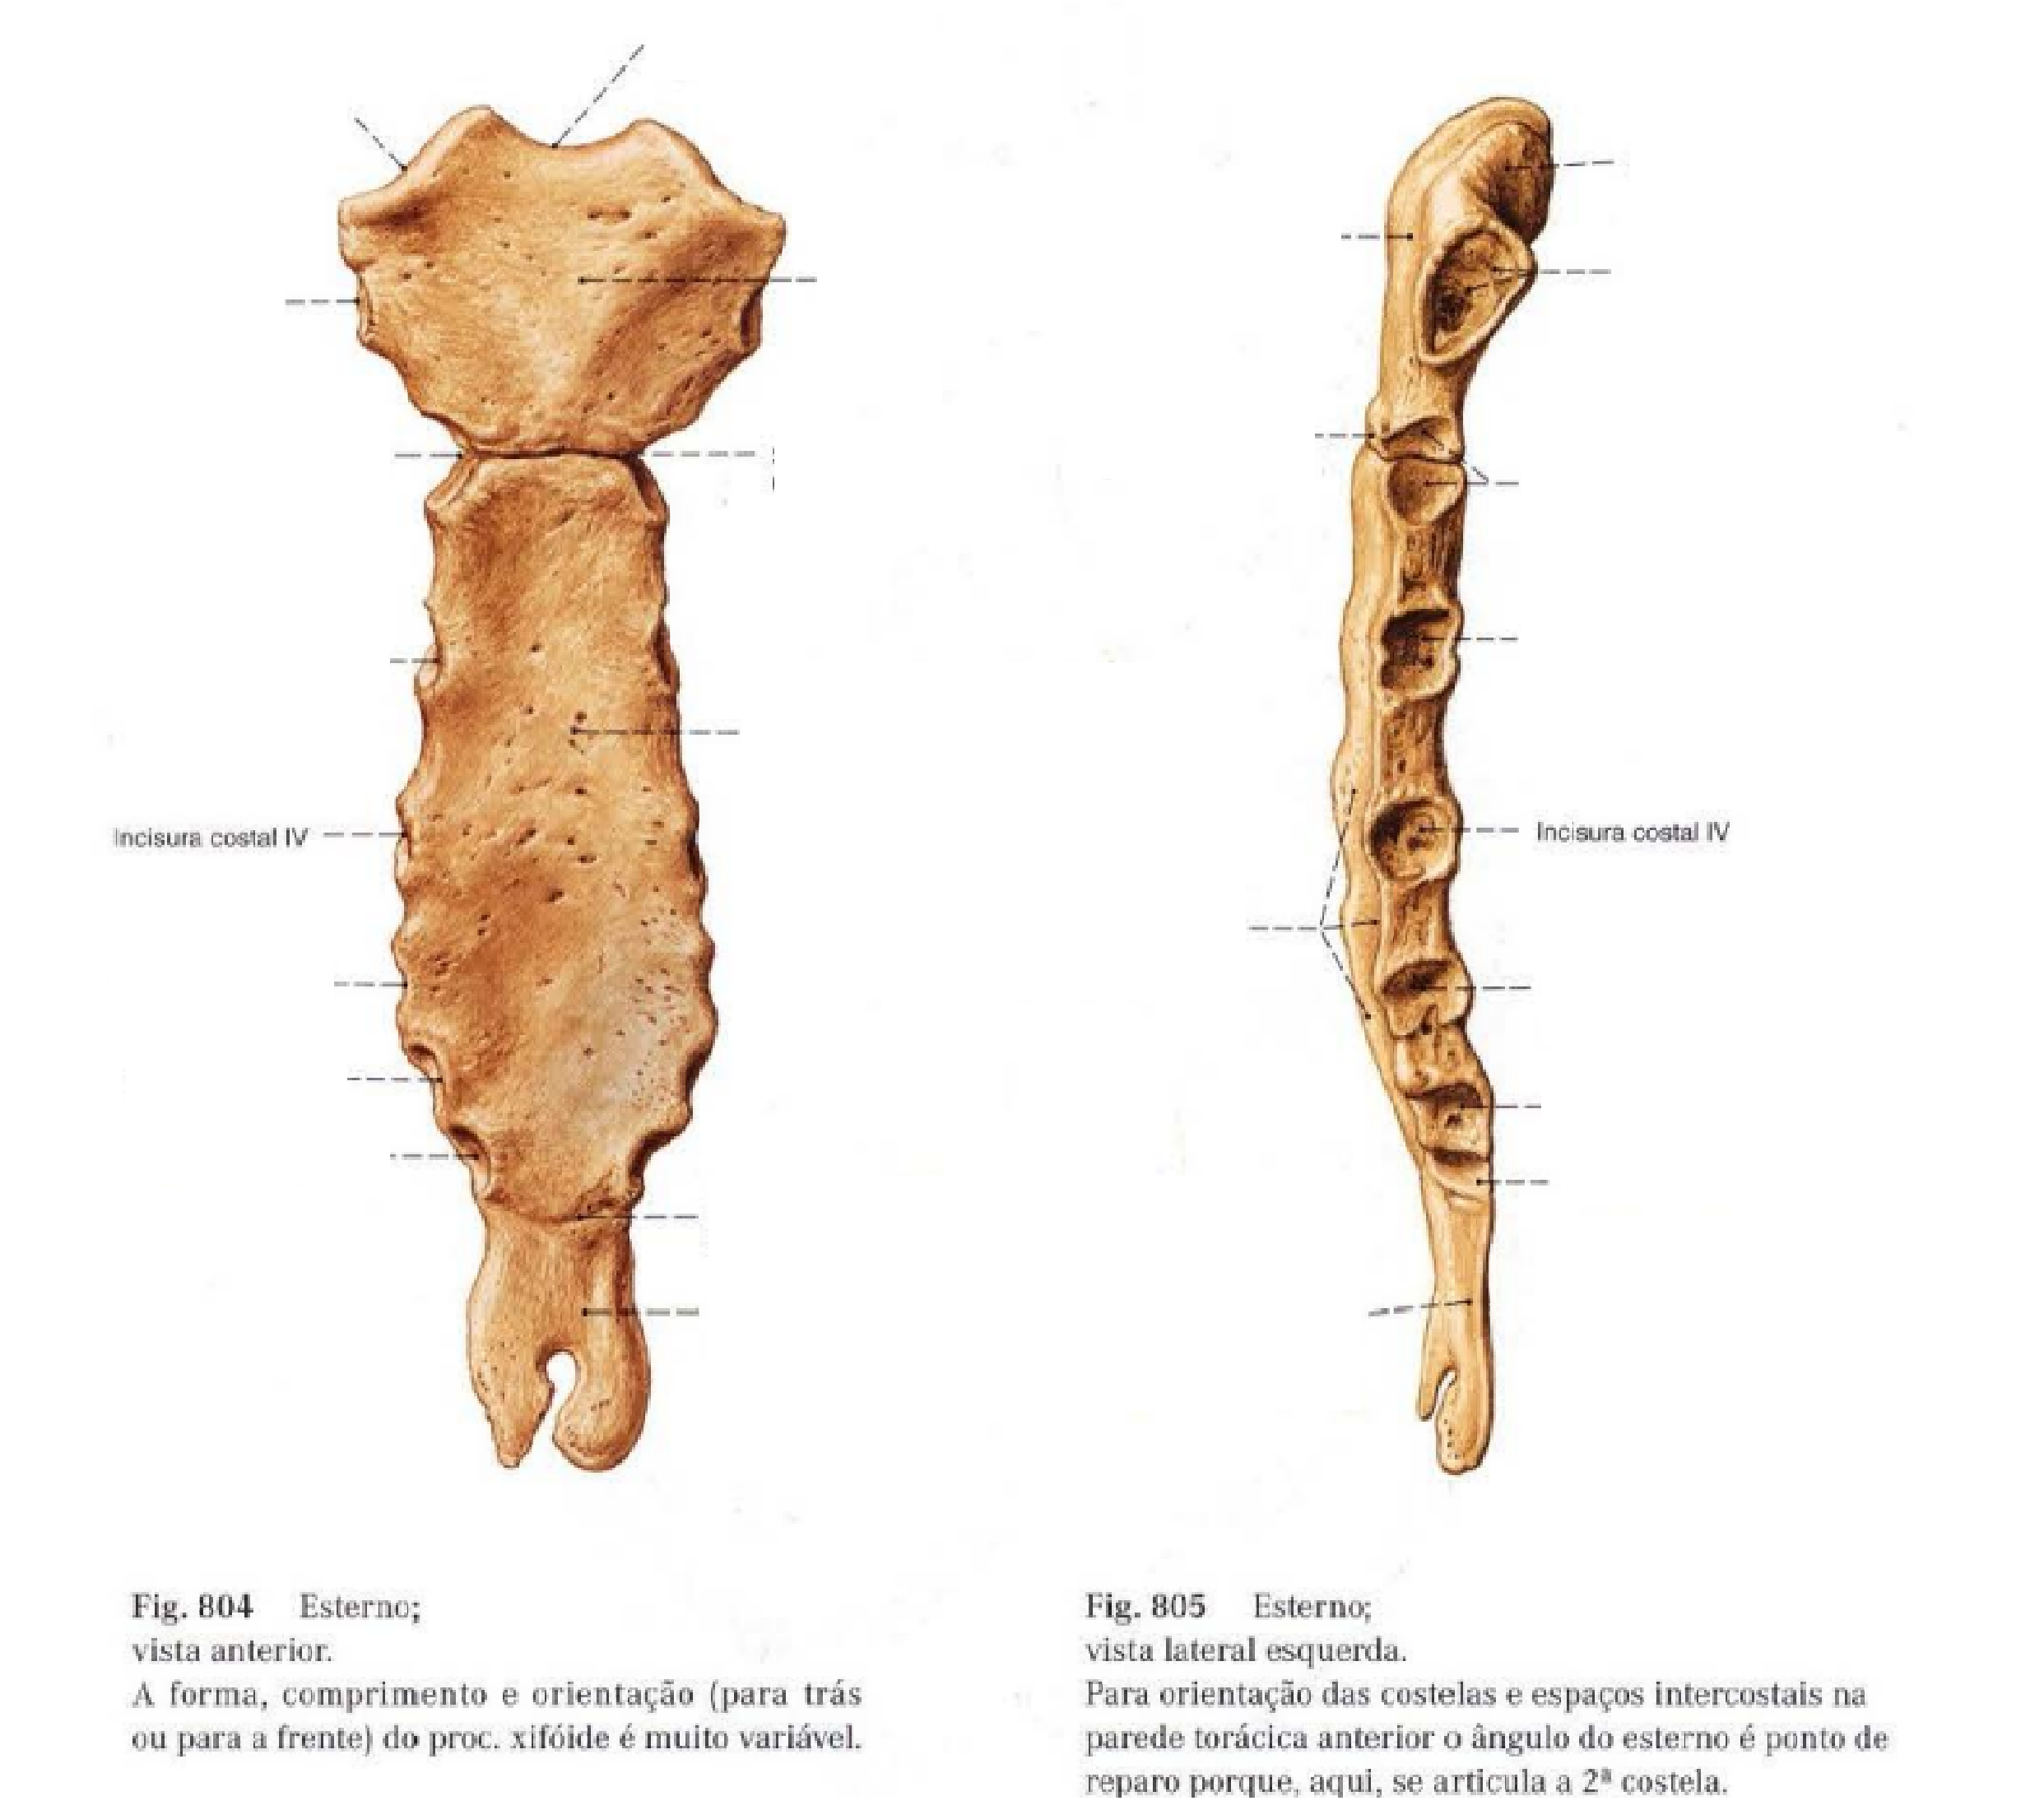 Incisura costal IV
Incisura costal IV
Fig. 804 Esterno;
vista anterior.
A forma, comprimento e orientação (para trás
ou para a frente) do proc. xifóide é muito variável.
Fig. 805 Esterno;
vista lateral esquerda.
Para orientação das costelas e espaços intercostais na
parede torácica anterior o ângulo do esterno é ponto de
reparo porque, aqui, se articula a 2ª costela.